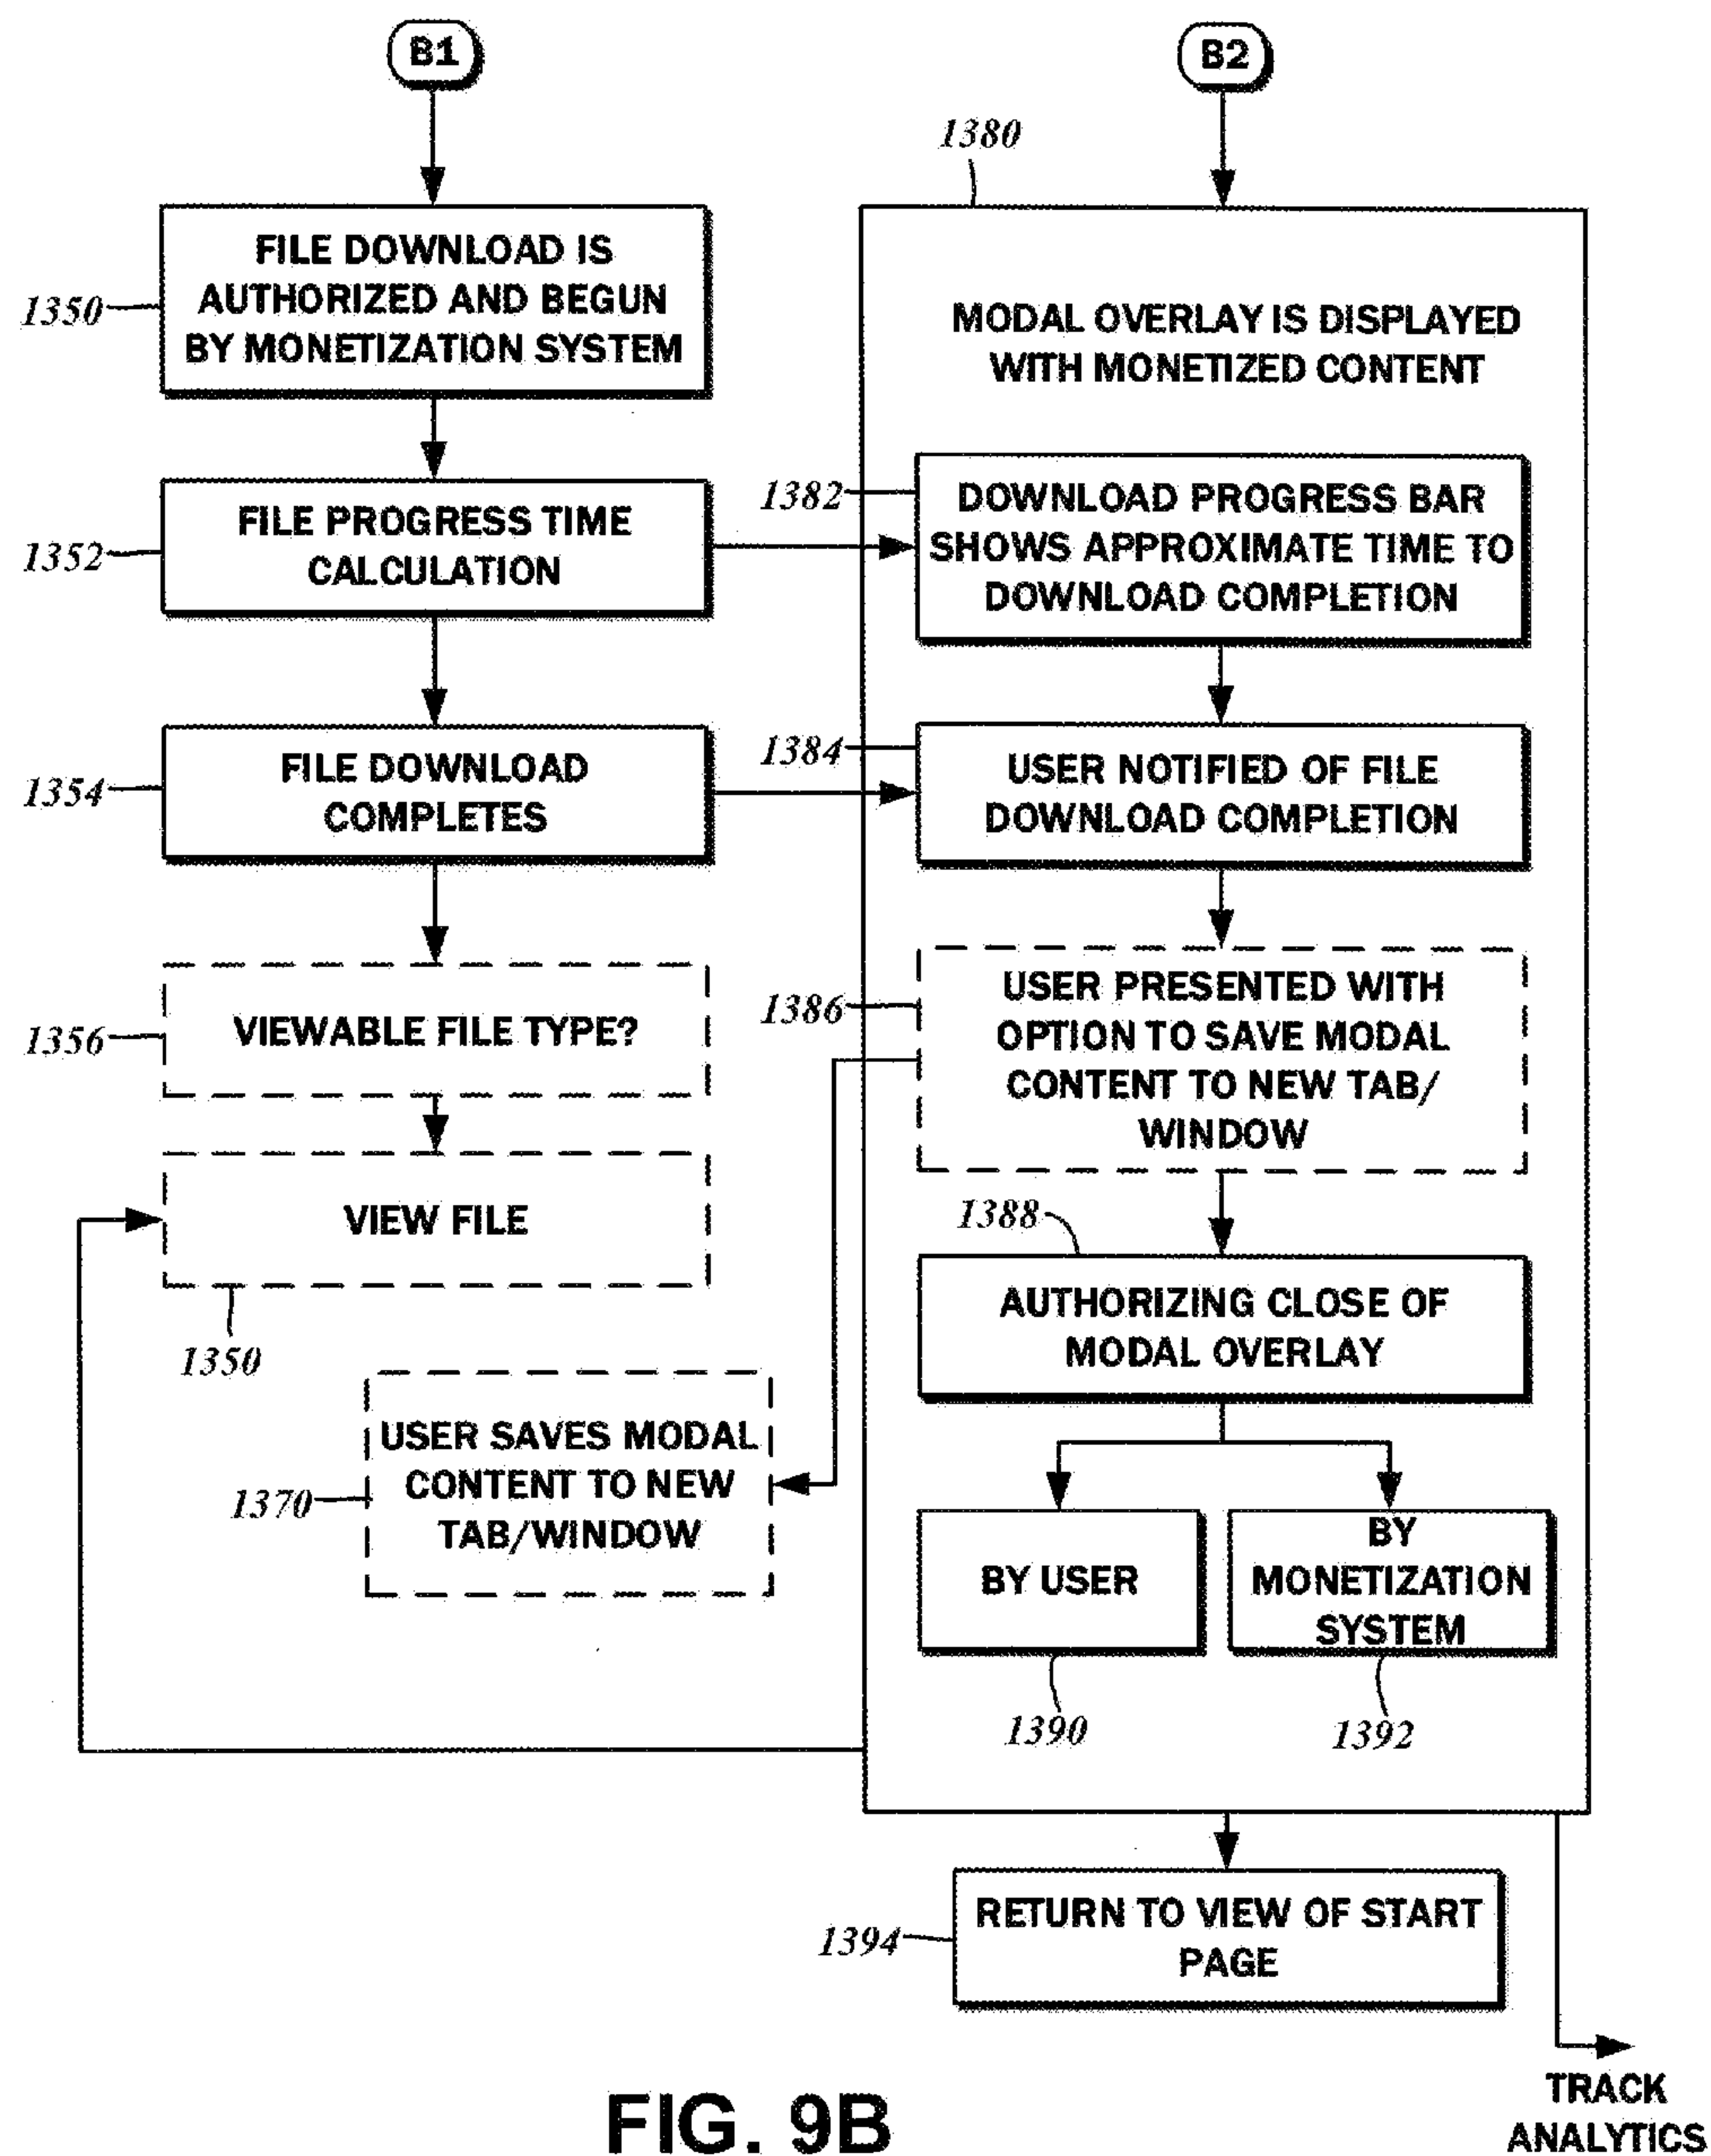 B1
B2
1380
FILE DOWNLOAD IS
AUTHORIZED AND BEGUN
BY MONETIZATION SYSTEM
1350
MODAL OVERLAY IS DISPLAYED
WITH MONETIZED CONTENT
FILE PROGRESS TIME
CALCULATION
1352
1382
DOWNLOAD PROGRESS BAR
SHOWS APPROXIMATE TIME TO
DOWNLOAD COMPLETION
FILE DOWNLOAD
COMPLETES
1354
1384
USER NOTIFIED OF FILE
DOWNLOAD COMPLETION
VIEWABLE FILE TYPE?
1356
1386
USER PRESENTED WITH
OPTION TO SAVE MODAL
CONTENT TO NEW TAB/
WINDOW
VIEW FILE
1350
1388
AUTHORIZING CLOSE OF
MODAL OVERLAY
USER SAVES MODAL
CONTENT TO NEW
TAB/WINDOW
1370
BY USER
1390
BY
MONETIZATION
SYSTEM
1392
RETURN TO VIEW OF START
PAGE
1394
TRACK
ANALYTICS
FIG. 9B